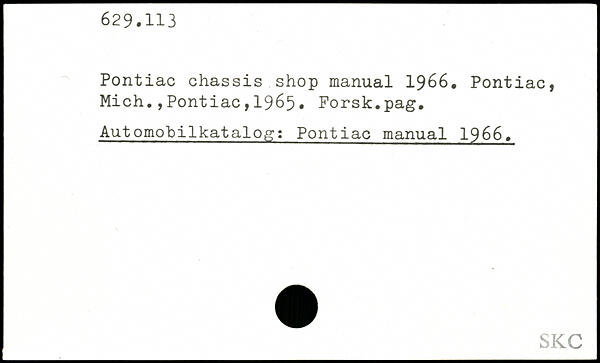 629.113
Pontiac chassis shop manual 1966. Pontiac,
Mich.,Pontiac,1965. Forsk.pag.
Automobilkatalog: Pontiac manual 1966.
SKC